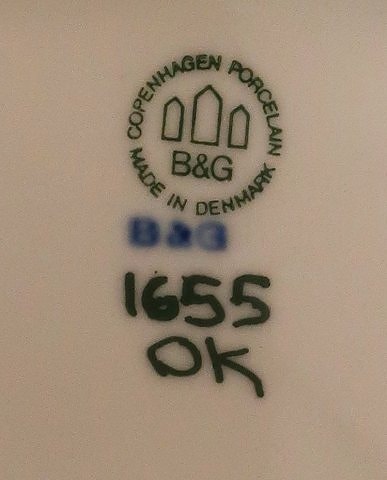 COPENHAGEN PORCELAIN
B&G
MADE IN DENMARK
B&G
1655
OK